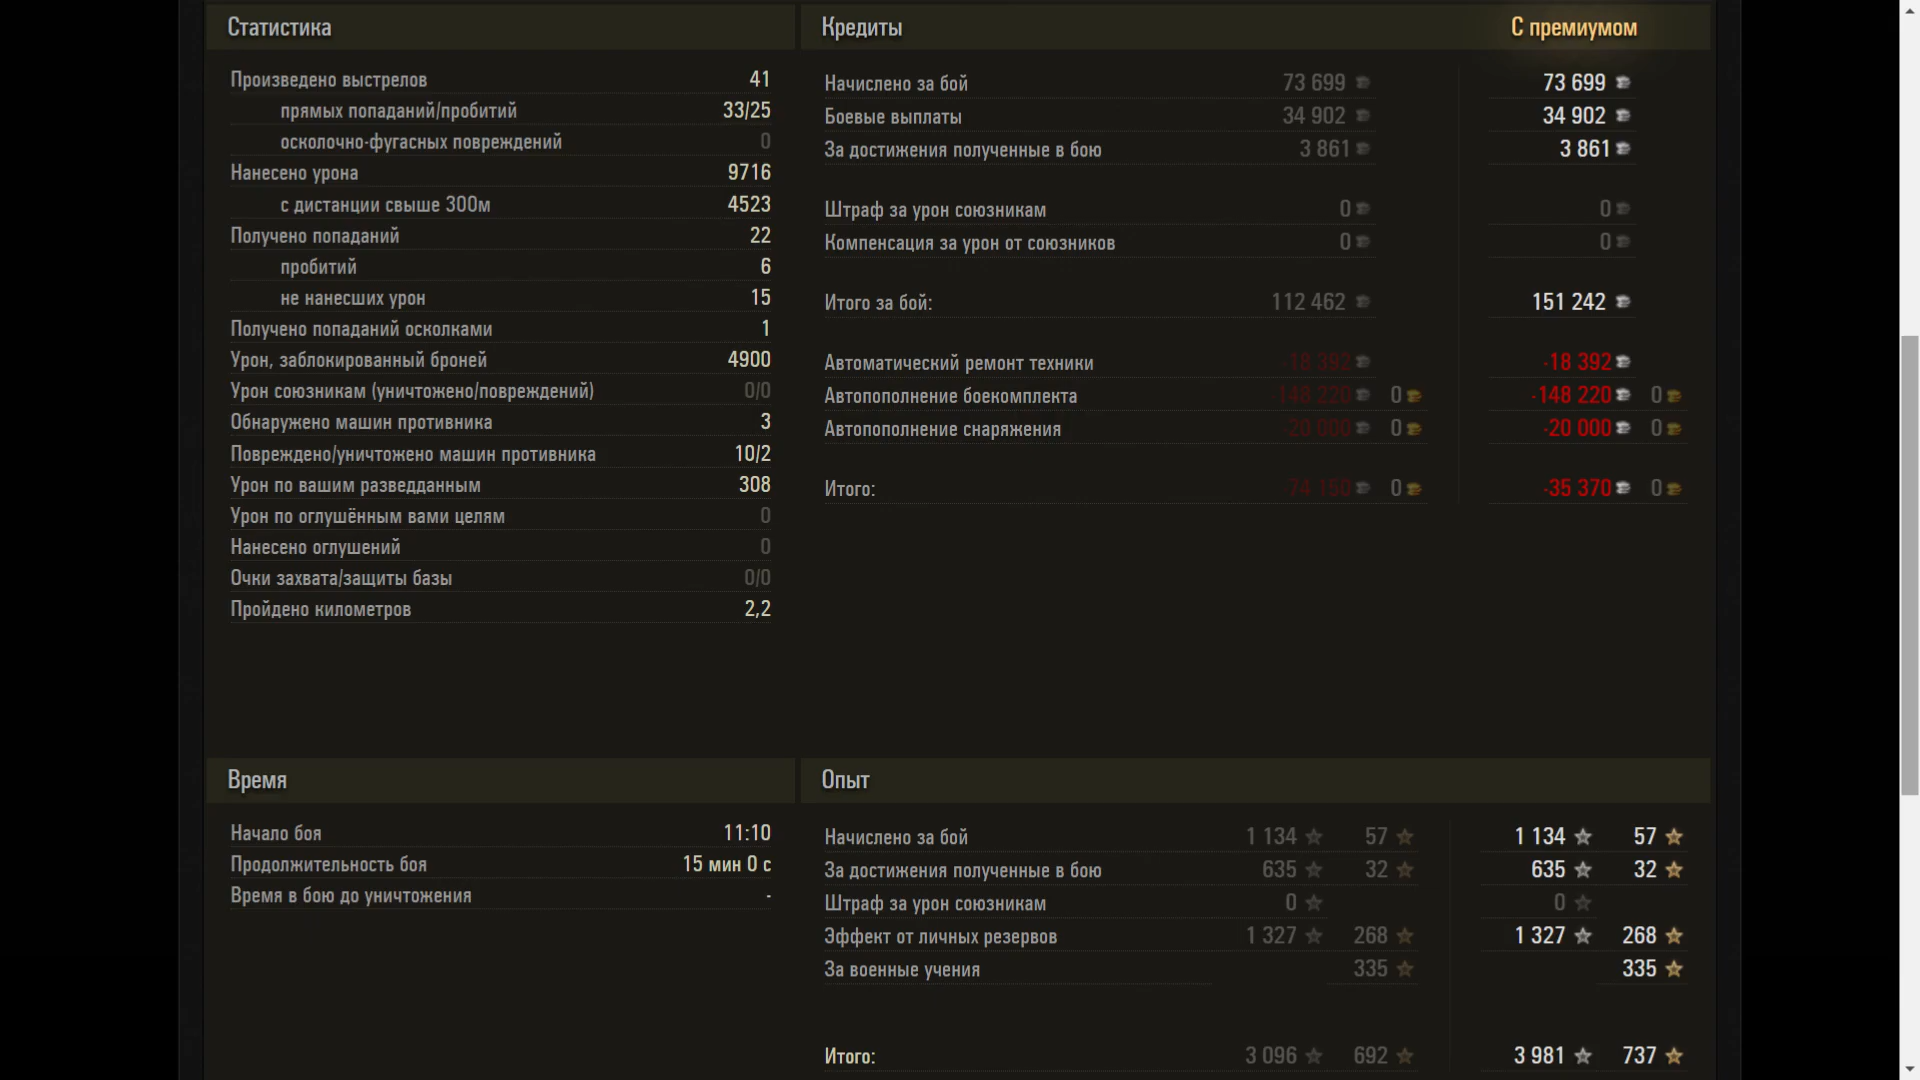 Статистика
Произведено выстрелов 41
прямых попаданий/пробитий 33/25
осколочно-фугасных повреждений 0
Нанесено урона 9716
с дистанции свыше 300м 4523
Получено попаданий 22
пробитий 6
не нанесших урон 15
Получено попаданий осколками 1
Урон, заблокированный броней 4900
Урон союзникам (уничтожено/повреждений) 0/0
Обнаружено машин противника 3
Повреждено/уничтожено машин противника 10/2
Урон по вашим разведданным 308
Урон по оглушённым вами целям 0
Нанесено оглушений 0
Очки захвата/защиты базы 0/0
Пройдено километров 2,2
Кредиты С премиумом
Начислено за бой 73 699 73 699
Боевые выплаты 34 902 34 902
За достижения полученные в бою 3 861 3 861
Штраф за урон союзникам 0 0
Компенсация за урон от союзников 0 0
Итого за бой: 112 462 151 242
Автоматический ремонт техники -18 392 -18 392
Автопополнение боекомплекта -148 220 0 -148 220 0
Автопополнение снаряжения -20 000 0 -20 000 0
Итого: -74 150 0 -35 370 0
Время
Начало боя 11:10
Продолжительность боя 15 мин 0 с
Время в бою до уничтожения -
Опыт
Начислено за бой 1 134 57 1 134 57
За достижения полученные в бою 635 32 635 32
Штраф за урон союзникам 0 0
Эффект от личных резервов 1 327 268 1 327 268
За военные учения 335 335
Итого: 3 096 692 3 981 737